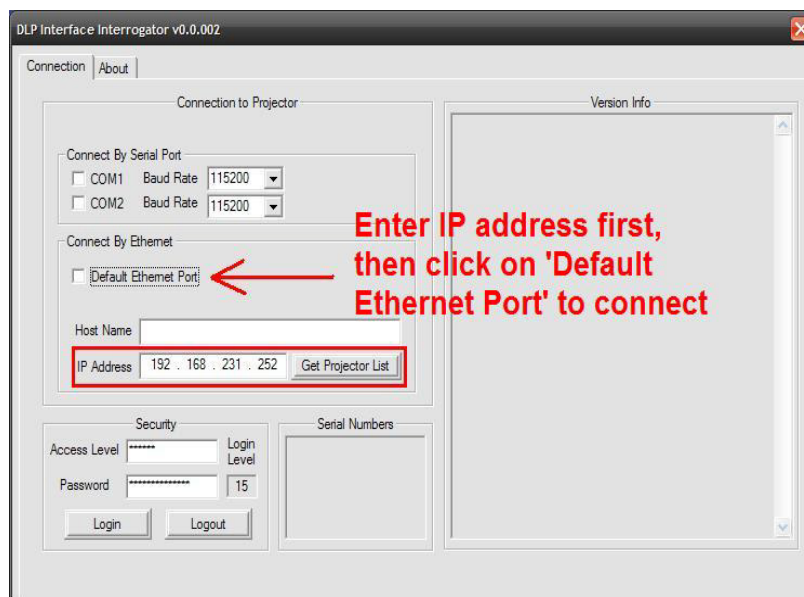 DLP Interface Interrogator v0.0.002
Connection
About
Connection to Projector
Version Info
Connect By Serial Port
COM1 Baud Rate 115200
COM2 Baud Rate 115200
Enter IP address first,
then click on 'Default
Ethernet Port' to connect
Connect By Ethernet
Default Ethernet Port
Host Name
IP Address 192 . 168 . 231 . 252 Get Projector List
Security
Access Level ******
Login
Level
Password **************
15
Login Logout
Serial Numbers